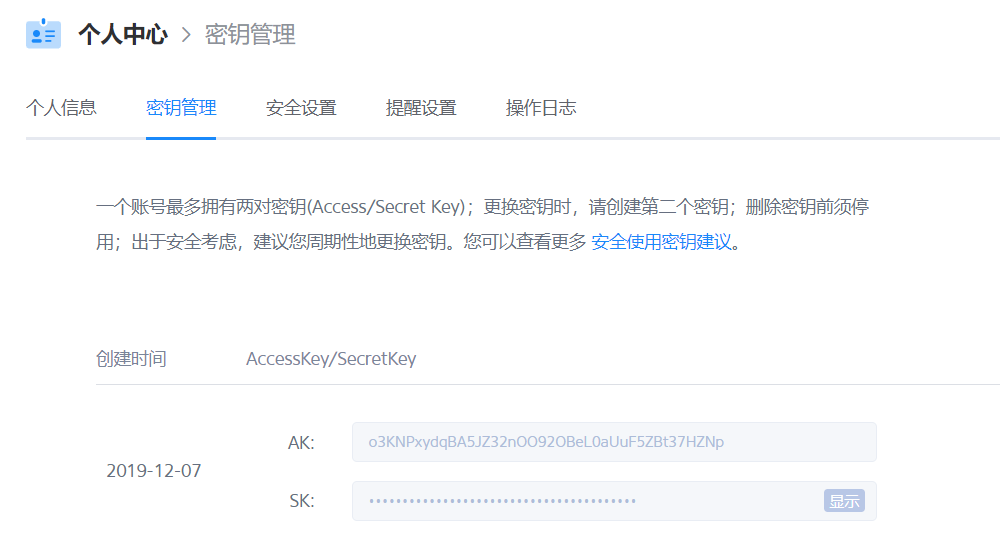 个人中心 > 密钥管理
个人信息 密钥管理 安全设置 提醒设置 操作日志
一个账号最多拥有两对密钥(Access/Secret Key)；更换密钥时，请创建第二个密钥；删除密钥前须停
用；出于安全考虑，建议您周期性地更换密钥。您可以查看更多 安全使用密钥建议。
创建时间 AccessKey/SecretKey
AK: o3KNPxydqBA5JZ32nOO92OBeL0aUuF5ZBt37HZNp
2019-12-07
SK: •••••••••••••••••••••••••••••••••••••••• 显示